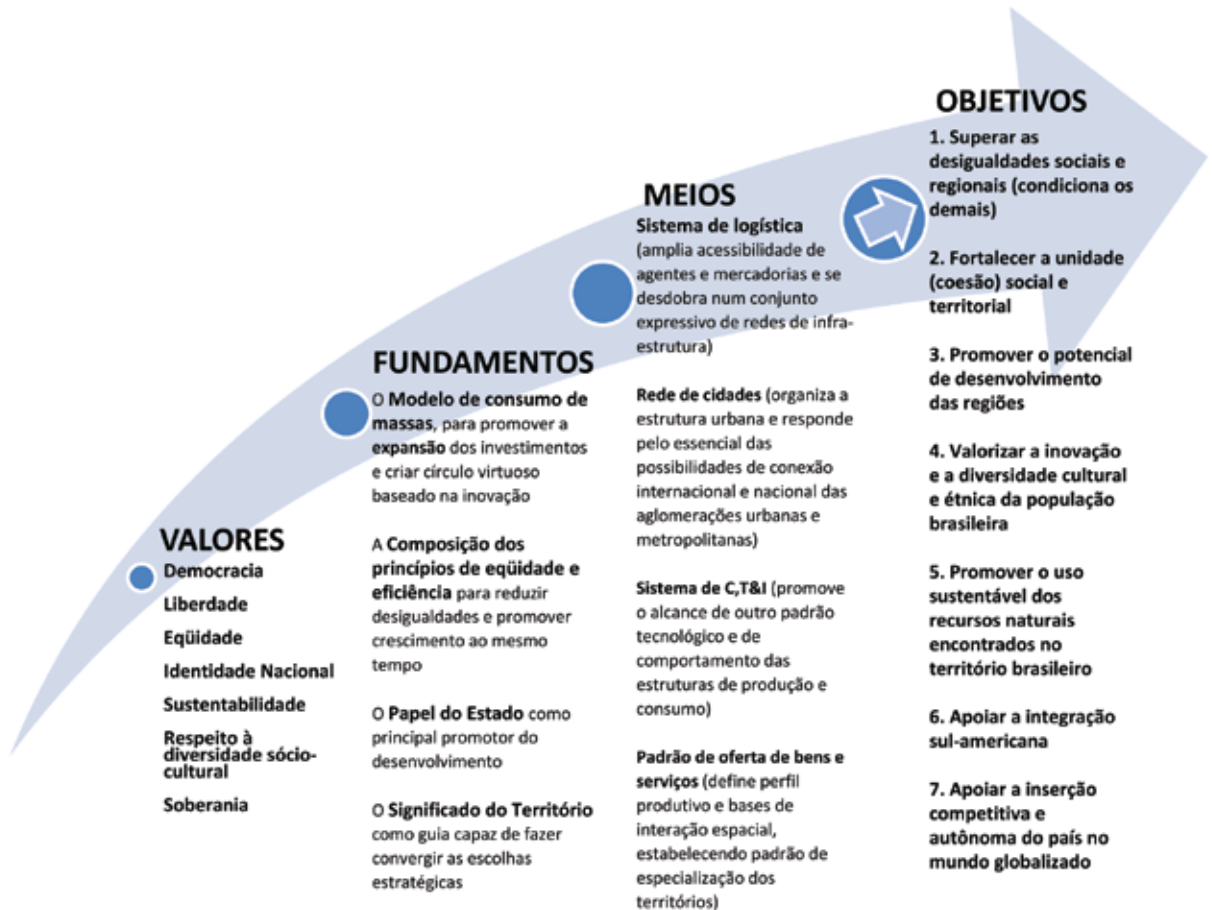 VALORES
Democracia
Liberdade
Eqüidade
Identidade Nacional
Sustentabilidade
Respeito à
diversidade sócio-
cultural
Soberania
FUNDAMENTOS
O Modelo de consumo de
massas, para promover a
expansão dos investimentos
e criar círculo virtuoso
baseado na inovação
A Composição dos
princípios de eqüidade e
eficiência para reduzir
desigualdades e promover
crescimento ao mesmo
tempo
O Papel do Estado como
principal promotor do
desenvolvimento
O Significado do Território
como guia capaz de fazer
convergir as escolhas
estratégicas
MEIOS
Sistema de logística
(amplia acessibilidade de
agentes e mercadorias e se
desdobra num conjunto
expressivo de redes de infra-
estrutura)
Rede de cidades (organiza a
estrutura urbana e responde
pelo essencial das
possibilidades de conexão
internacional e nacional das
aglomerações urbanas e
metropolitanas)
Sistema de C,T&I (promove
o alcance de outro padrão
tecnológico e de
comportamento das
estruturas de produção e
consumo)
Padrão de oferta de bens e
serviços (define perfil
produtivo e bases de
interação espacial,
estabelecendo padrão de
especialização dos
territórios)
OBJETIVOS
1. Superar as
desigualdades sociais e
regionais (condiciona os
demais)
2. Fortalecer a unidade
(coesão) social e
territorial
3. Promover o potencial
de desenvolvimento
das regiões
4. Valorizar a inovação
e a diversidade cultural
e étnica da população
brasileira
5. Promover o uso
sustentável dos
recursos naturais
encontrados no
território brasileiro
6. Apoiar a integração
sul-americana
7. Apoiar a inserção
competitiva e
autônoma do país no
mundo globalizado